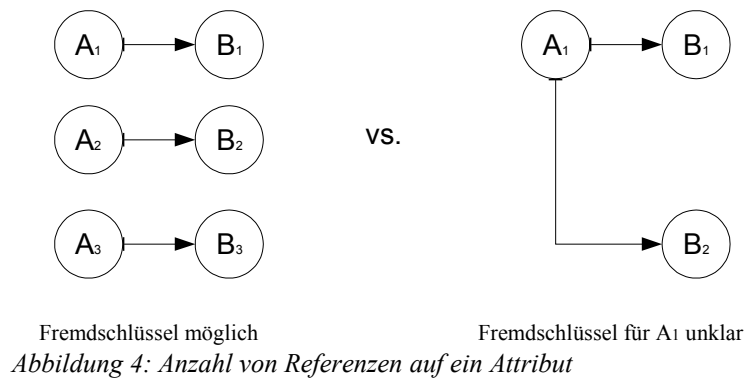 A1 B1 A1 B1
A2 B2 vs.
A3 B3 B2
Fremdschlüssel möglich Fremdschlüssel für A1 unklar
Abbildung 4: Anzahl von Referenzen auf ein Attribut